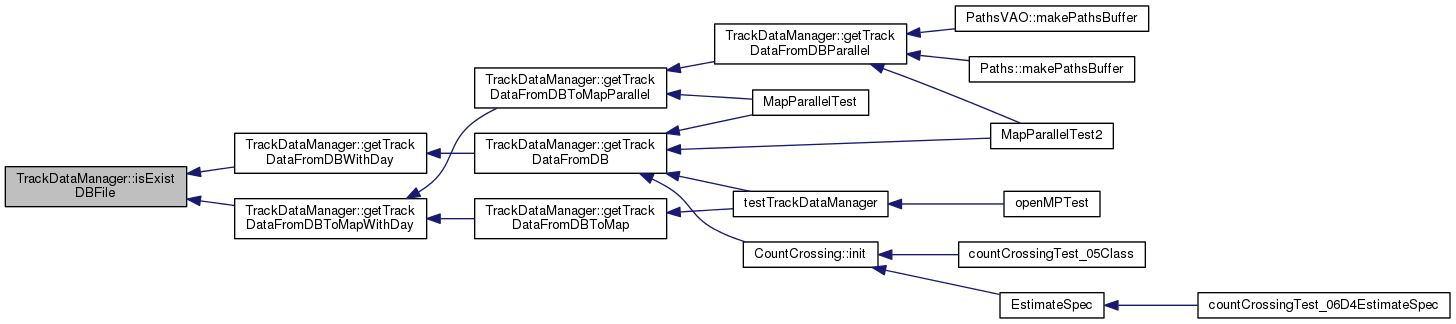 PathsVAO::makePathsBuffer
TrackDataManager::getTrack
DataFromDBParallel
Paths::makePathsBuffer
TrackDataManager::getTrack
DataFromDBToMapParallel
MapParallelTest
MapParallelTest2
TrackDataManager::getTrack
DataFromDBWithDay
TrackDataManager::getTrack
DataFromDB
TrackDataManager::isExist
DBFile
testTrackDataManager
openMPTest
TrackDataManager::getTrack
DataFromDBToMapWithDay
TrackDataManager::getTrack
DataFromDBToMap
CountCrossing::init
countCrossingTest_05Class
EstimateSpec
countCrossingTest_06D4EstimateSpec